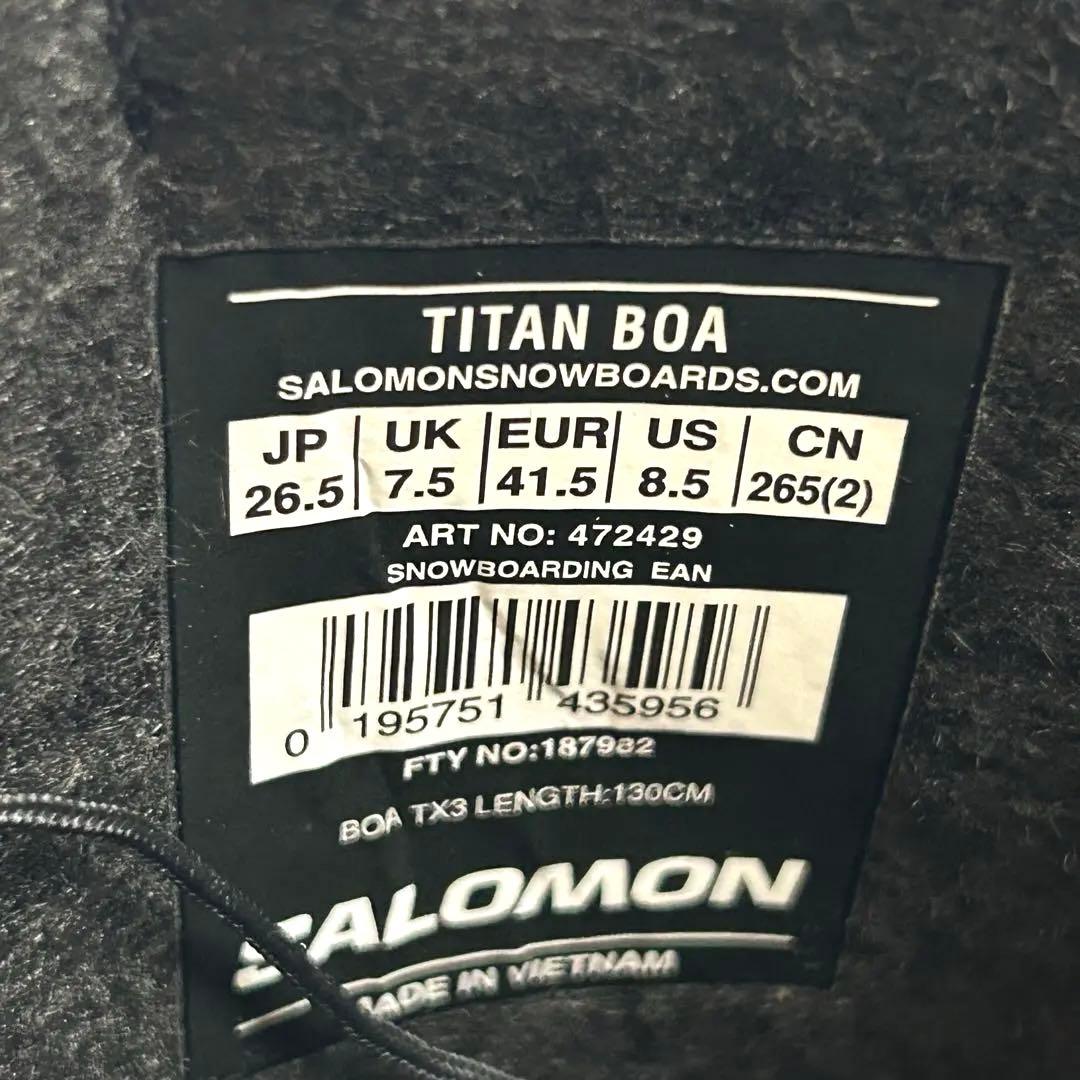 TITAN BOA
SALOMONSNOWBOARDS.COM
JP UK EUR US CN
26.5 7.5 41.5 8.5 265(2)
ART NO: 472429
SNOWBOARDING EAN
0 195751 435956
FTY NO:187982
BOA TX3 LENGTH:130CM
SALOMON
MADE IN VIETNAM